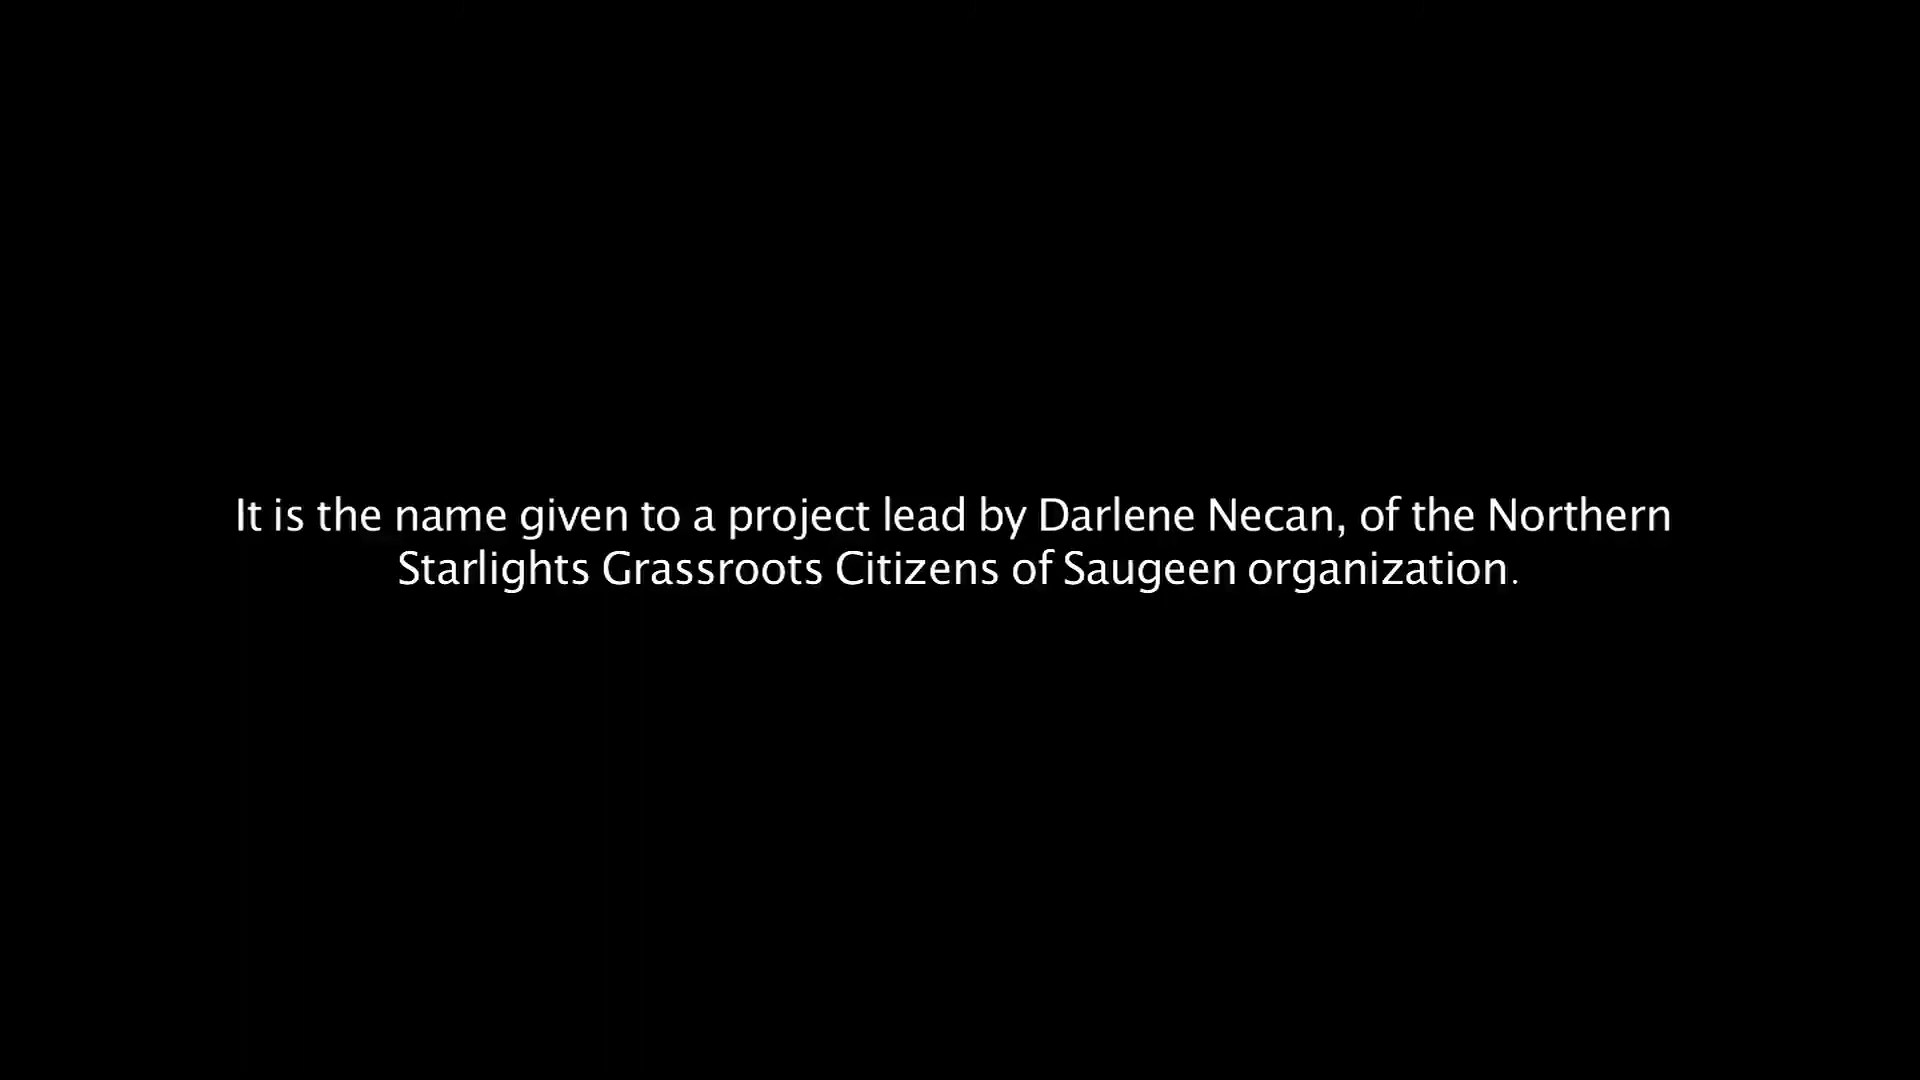 It is the name given to a project lead by Darlene Necan, of the Northern
Starlights Grassroots Citizens of Saugeen organization.